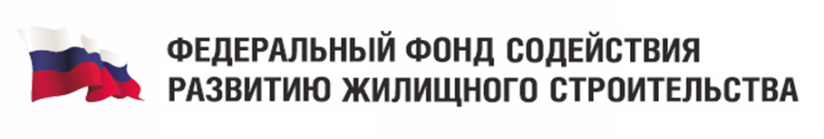 ФЕДЕРАЛЬНЫЙ ФОНД СОДЕЙСТВИЯ
РАЗВИТИЮ ЖИЛИЩНОГО СТРОИТЕЛЬСТВА